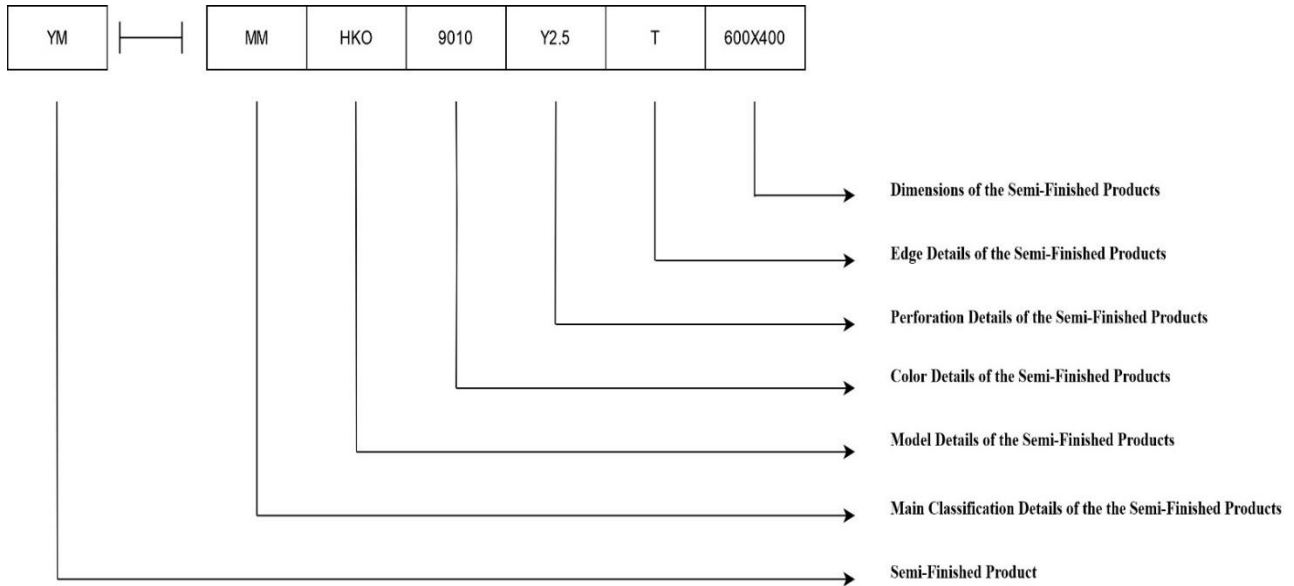 YM MM HKO 9010 Y2.5 T 600X400
Dimensions of the Semi-Finished Products
Edge Details of the Semi-Finished Products
Perforation Details of the Semi-Finished Products
Color Details of the Semi-Finished Products
Model Details of the Semi-Finished Products
Main Classification Details of the the Semi-Finished Products
Semi-Finished Product